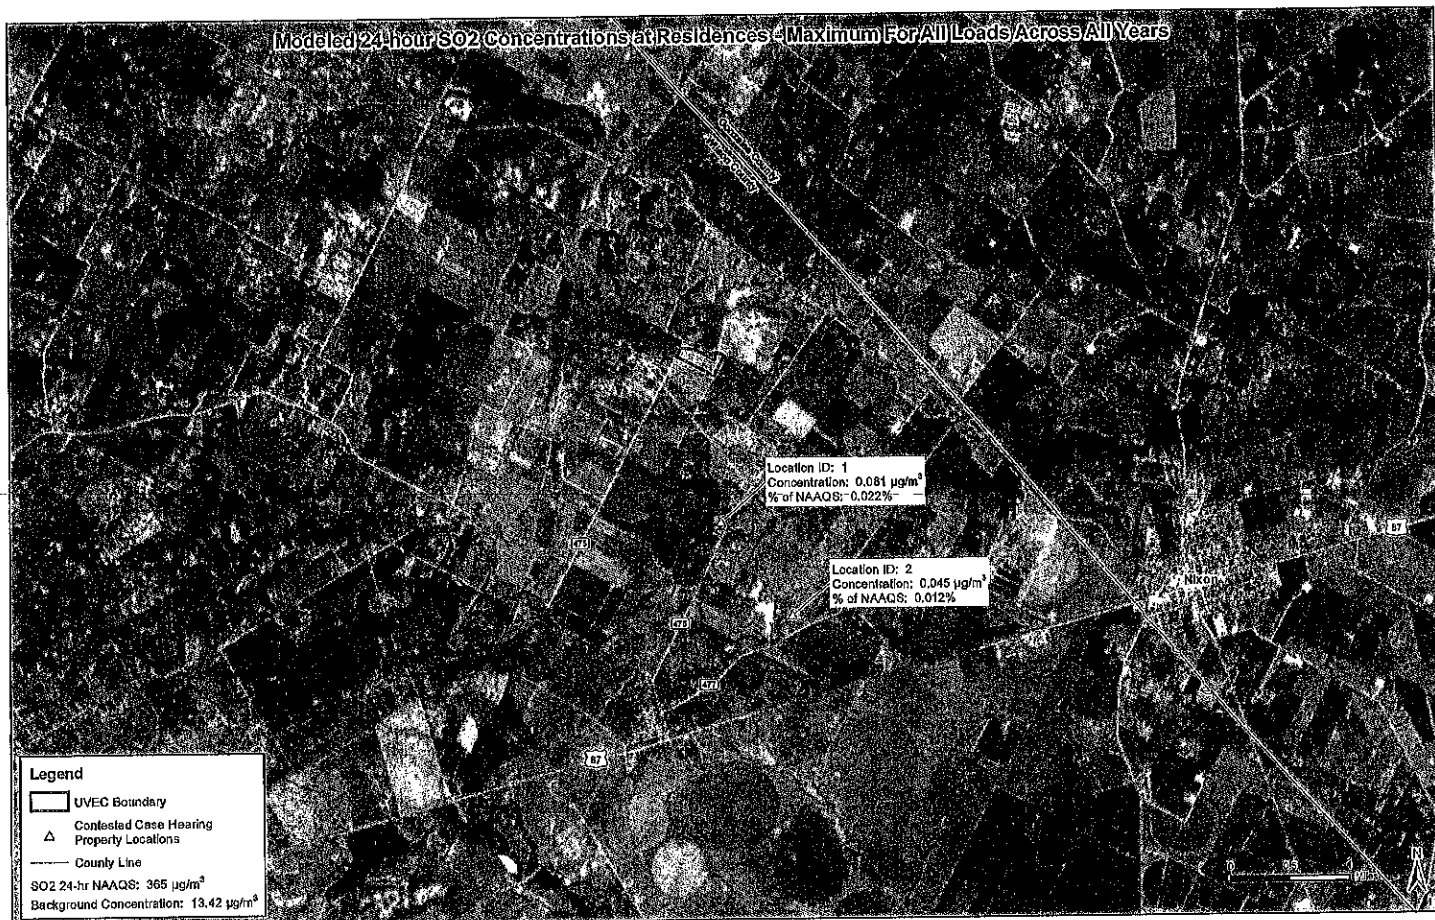 Modeled 24-hour SO2 Concentrations at Residences - Maximum For All Loads Across All Years
Location ID: 1
Concentration: 0.081 µg/m³
% of NAAQS: 0.022%
87
475
Location ID: 2
Concentration: 0.045 µg/m³
% of NAAQS: 0.012%
Nixon
475
477
87
Legend
UVEC Boundary
Contested Case Hearing
Property Locations
County Line
SO2 24-hr NAAQS: 365 µg/m³
Background Concentration: 13.42 µg/m³
N